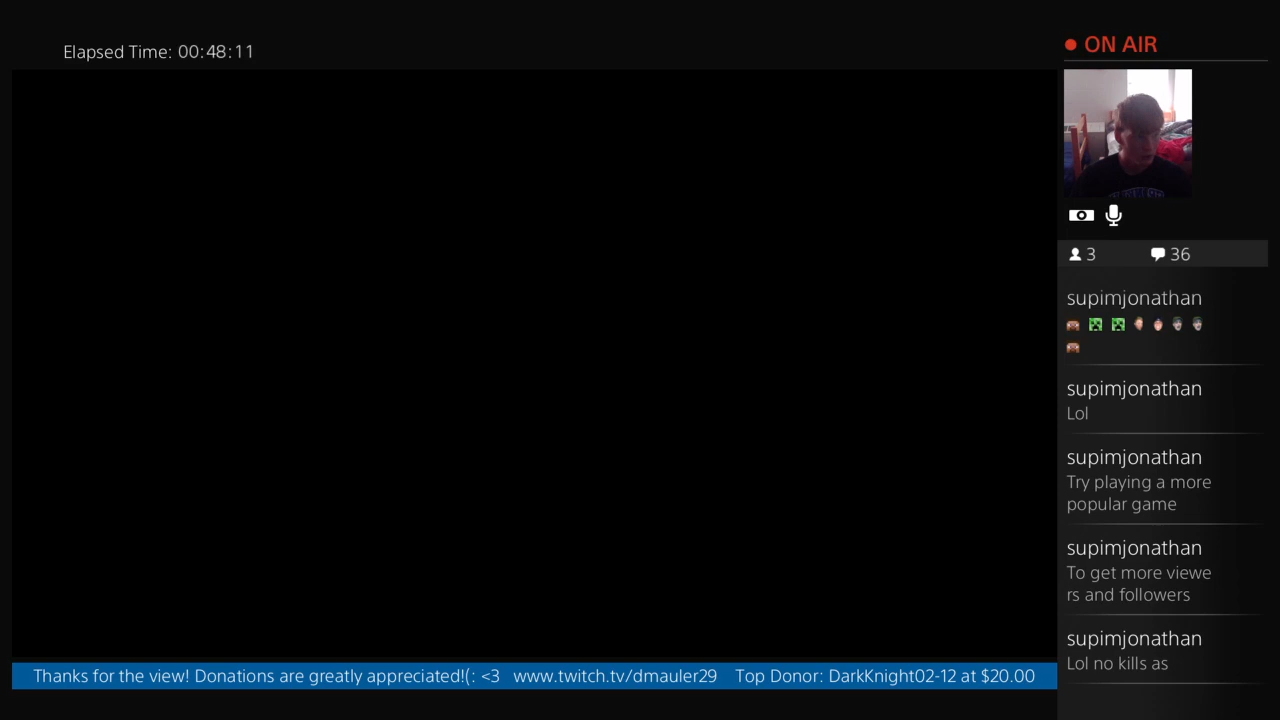 Elapsed Time: 00:48:11
ON AIR
3 36
supimjonathan
supimjonathan
Lol
supimjonathan
Try playing a more
popular game
supimjonathan
To get more viewe
rs and followers
supimjonathan
Lol no kills as
Thanks for the view! Donations are greatly appreciated!(: <3 www.twitch.tv/dmauler29 Top Donor: DarkKnight02-12 at $20.00